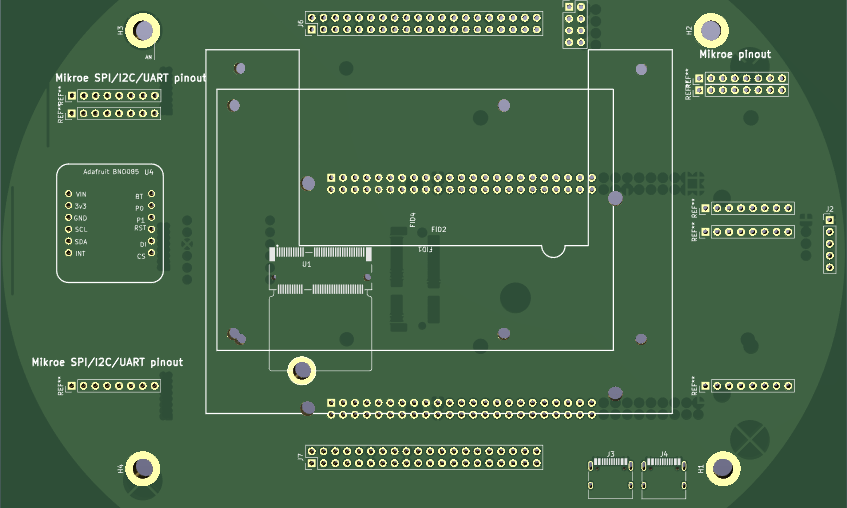 H3
J6
H2
AN
Mikroe pinout
Mikroe SPI/I2C/UART pinout
REF**
REF**
REF**
REF**
Adafruit BNO085 U4
VIN
3v3
GND
SCL
SDA
INT
BT
P0
P1
RST
DI
CS
REF**
REF**
J2
FID4
FID2
FID1
U1
Mikroe SPI/I2C/UART pinout
REF**
REF**
H4
J7
J3
J4
H1